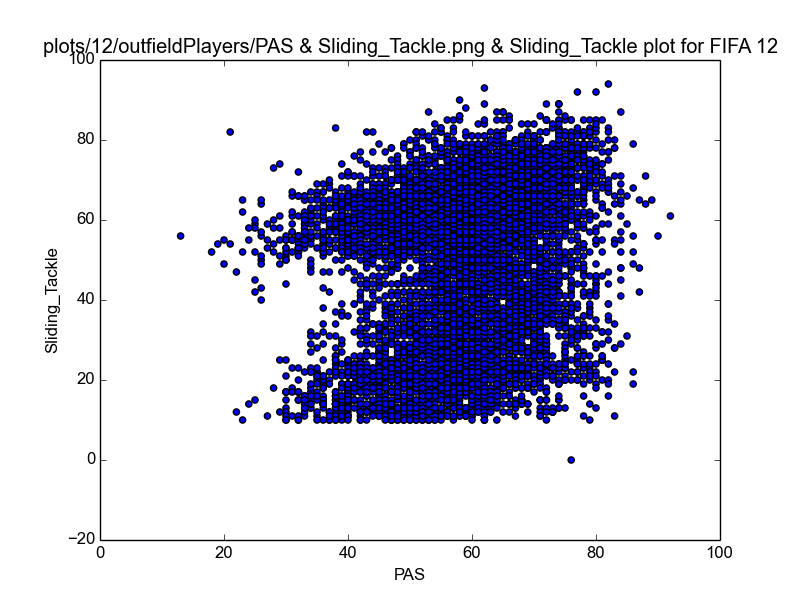 plots/12/outfieldPlayers/PAS & Sliding_Tackle.png & Sliding_Tackle plot for FIFA 12
100
80
60
40
20
0
−20
Sliding_Tackle
0 20 40 60 80 100
PAS